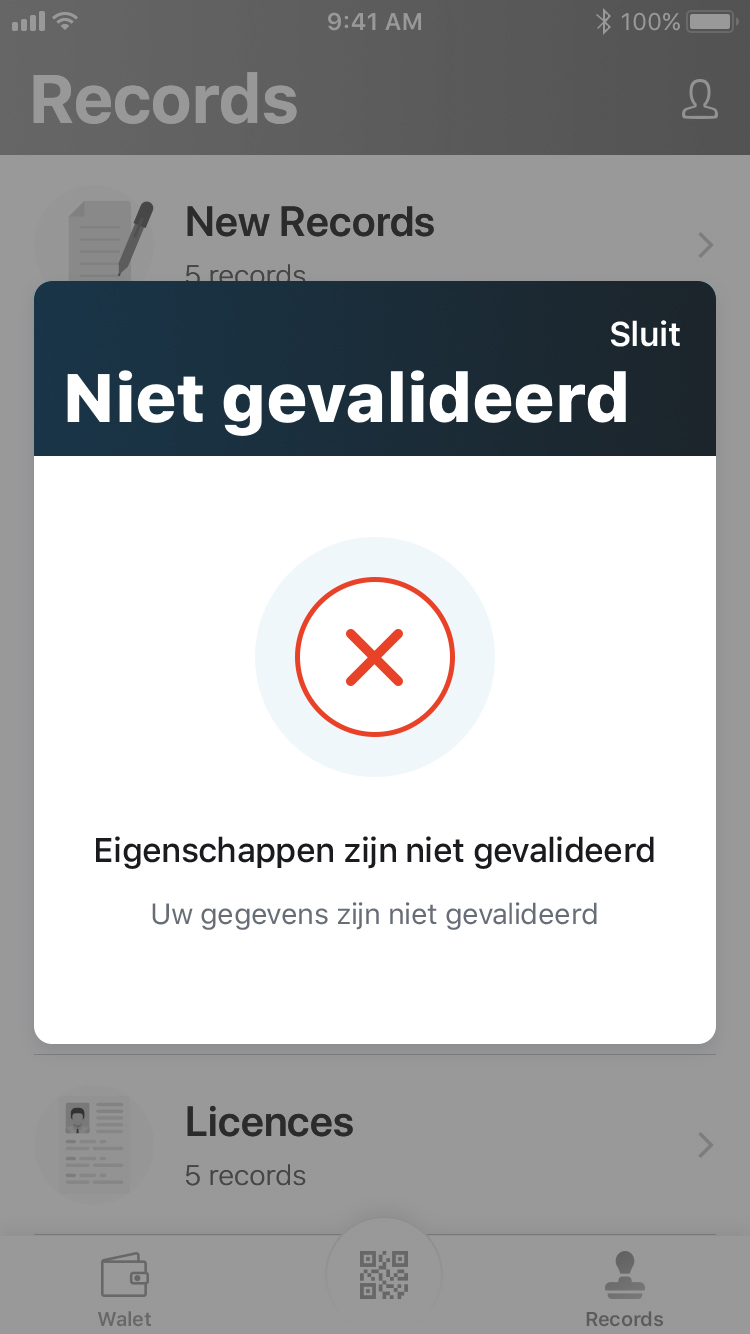 9:41 AM
100%
Records
New Records
5 records
Sluit
Niet gevalideerd
Eigenschappen zijn niet gevalideerd
Uw gegevens zijn niet gevalideerd
Licences
5 records
Walet
Records